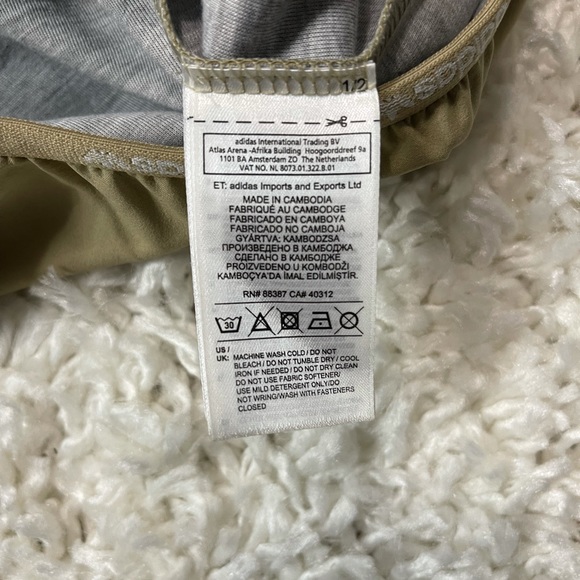 1/2
adidas International Trading BV
Atlas Arena -Afrika Building Hoogoorddreef 9a
1101 BA Amsterdam ZO The Netherlands
VAT NO. NL 8073.01.322.B.01
ET: adidas Imports and Exports Ltd
MADE IN CAMBODIA
FABRIQUÉ AU CAMBODGE
FABRICADO EN CAMBOYA
FABRICADO NO CAMBOJA
GYÁRTVA: KAMBODZSA
ПРОИЗВЕДЕНО В КАМБОДЖА
СДЕЛАНО В КАМБОДЖЕ
PROIZVEDENO U KOMBODŽI
KAMBOÇYA'DA İMAL EDİLMİŞTİR.
RN# 88387 CA# 40312
30
US /
UK: MACHINE WASH COLD/DO NOT
BLEACH/DO NOT TUMBLE DRY/COOL
IRON IF NEEDED/DO NOT DRY CLEAN
DO NOT USE FABRIC SOFTENER/
USE MILD DETERGENT ONLY/DO
NOT WRING/WASH WITH FASTENERS
CLOSED